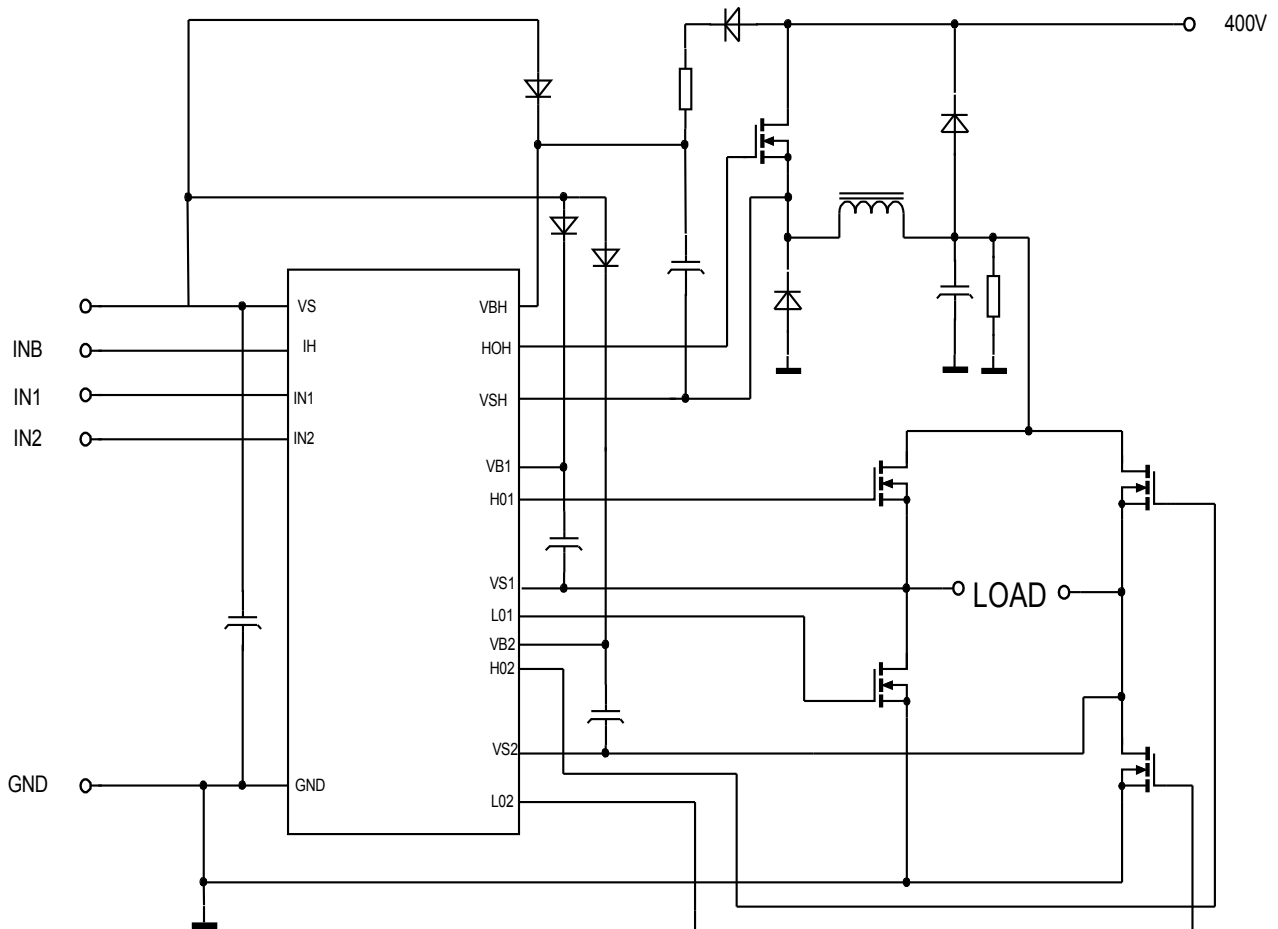 400V
VS
VBH
INB
IH
HOH
IN1
IN1
VSH
IN2
IN2
VB1
H01
VS1
LOAD
L01
VB2
H02
VS2
GND
GND
L02